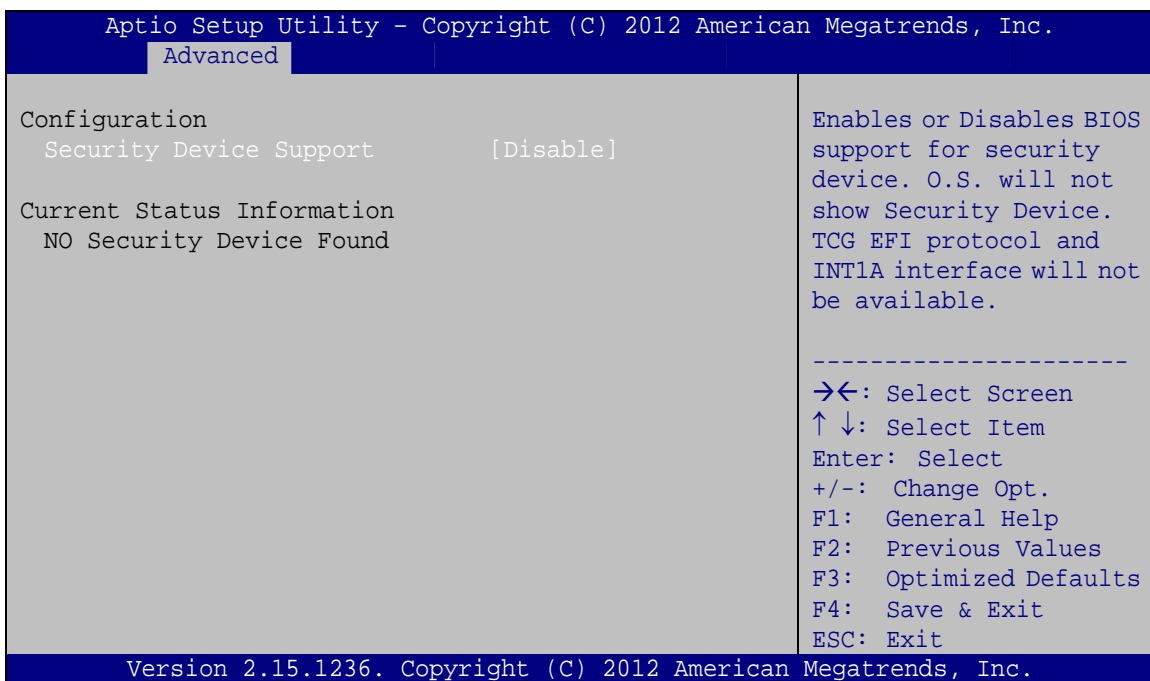 Aptio Setup Utility – Copyright (C) 2012 American Megatrends, Inc.
Advanced
Configuration
Security Device Support [Disable]
Current Status Information
NO Security Device Found
Enables or Disables BIOS
support for security
device. O.S. will not
show Security Device.
TCG EFI protocol and
INT1A interface will not
be available.
----------------------
→←: Select Screen
↑ ↓: Select Item
Enter: Select
+/-: Change Opt.
F1: General Help
F2: Previous Values
F3: Optimized Defaults
F4: Save & Exit
ESC: Exit
Version 2.15.1236. Copyright (C) 2012 American Megatrends, Inc.